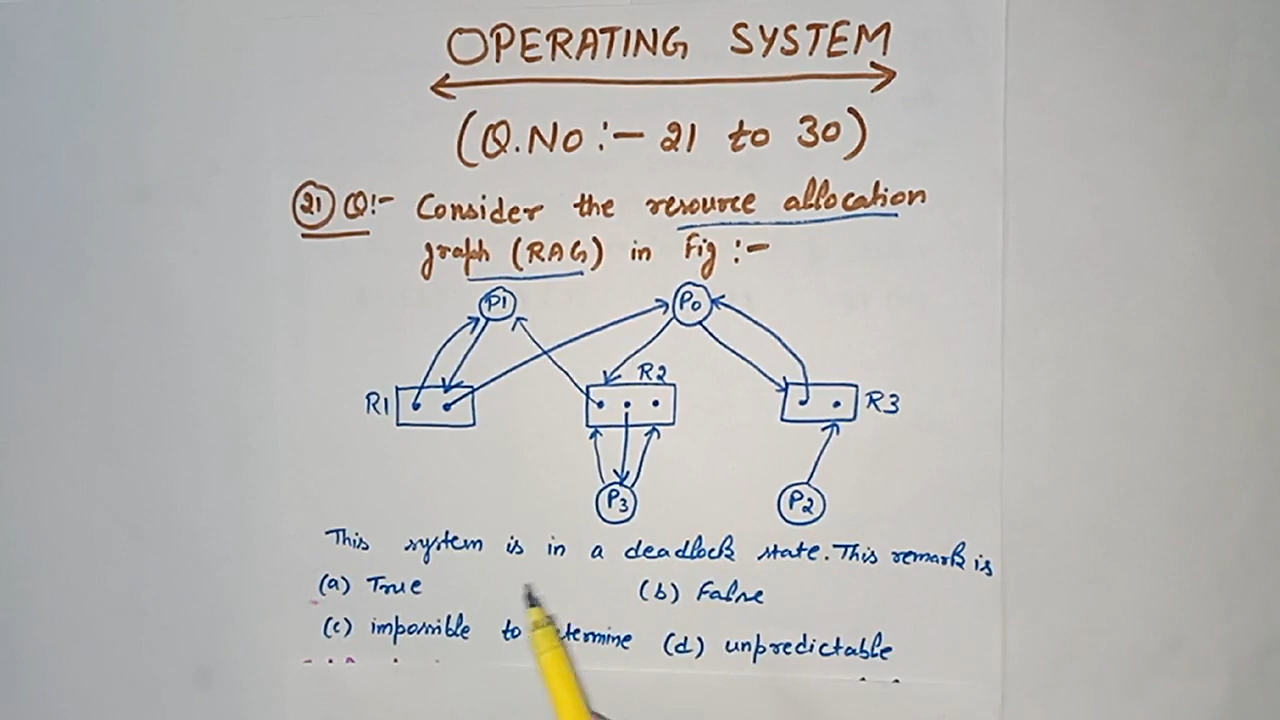 OPERATING SYSTEM
(Q.No:- 21 to 30)
21 Q:- Consider the resource allocation
graph (RAG) in Fig :-
P1 P0
R2
R1 R3
P3 P2
This system is in a deadlock state. This remark is
(a) True (b) False
(c) impossible to determine (d) unpredictable